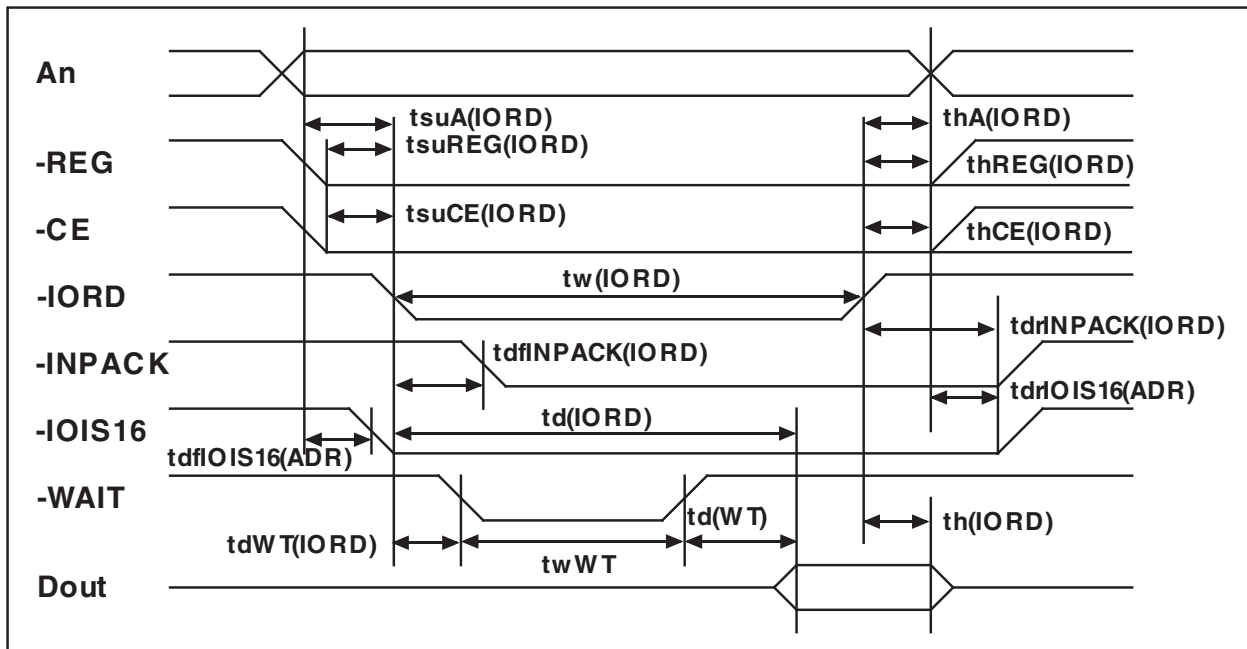 An
tsuA(IORD)
thA(IORD)
tsuREG(IORD)
-REG
thREG(IORD)
tsuCE(IORD)
-CE
thCE(IORD)
tw(IORD)
-IORD
tdrINPACK(IORD)
tdfINPACK(IORD)
-INPACK
tdrIOIS16(ADR)
td(IORD)
-IOIS16
tdfIOIS16(ADR)
-WAIT
td(WT)
th(IORD)
tdWT(IORD)
twWT
Dout